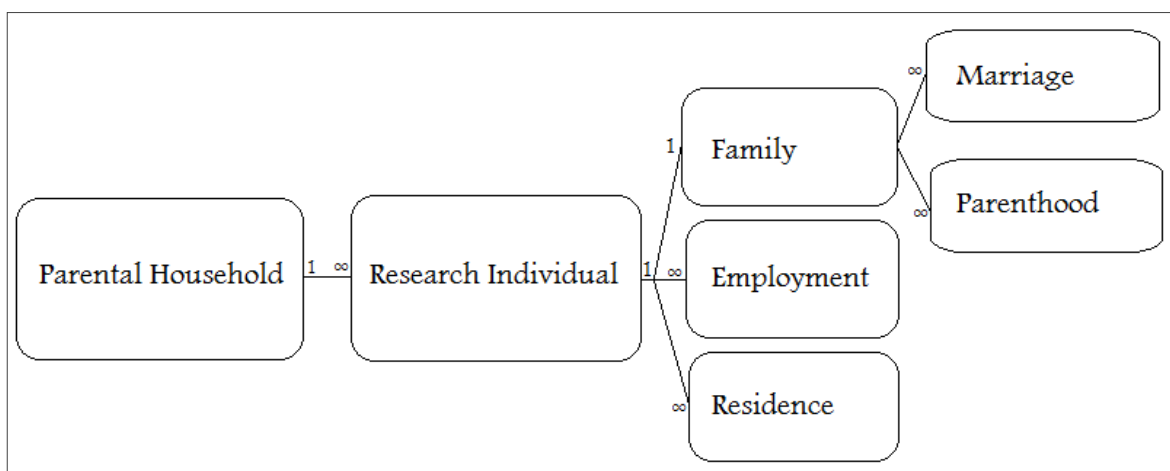 Parental Household
1
∞
Research Individual
1
1
Family
∞
Marriage
∞
Parenthood
∞
Employment
∞
Residence